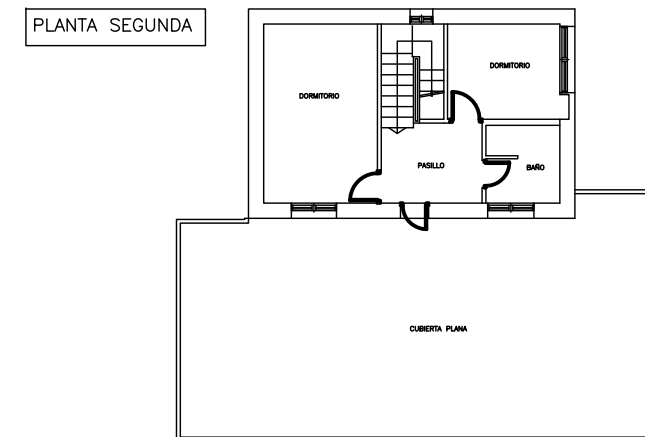 PLANTA SEGUNDA
DORMITORIO
DORMITORIO
PASILLO
BAÑO
CUBIERTA PLANA